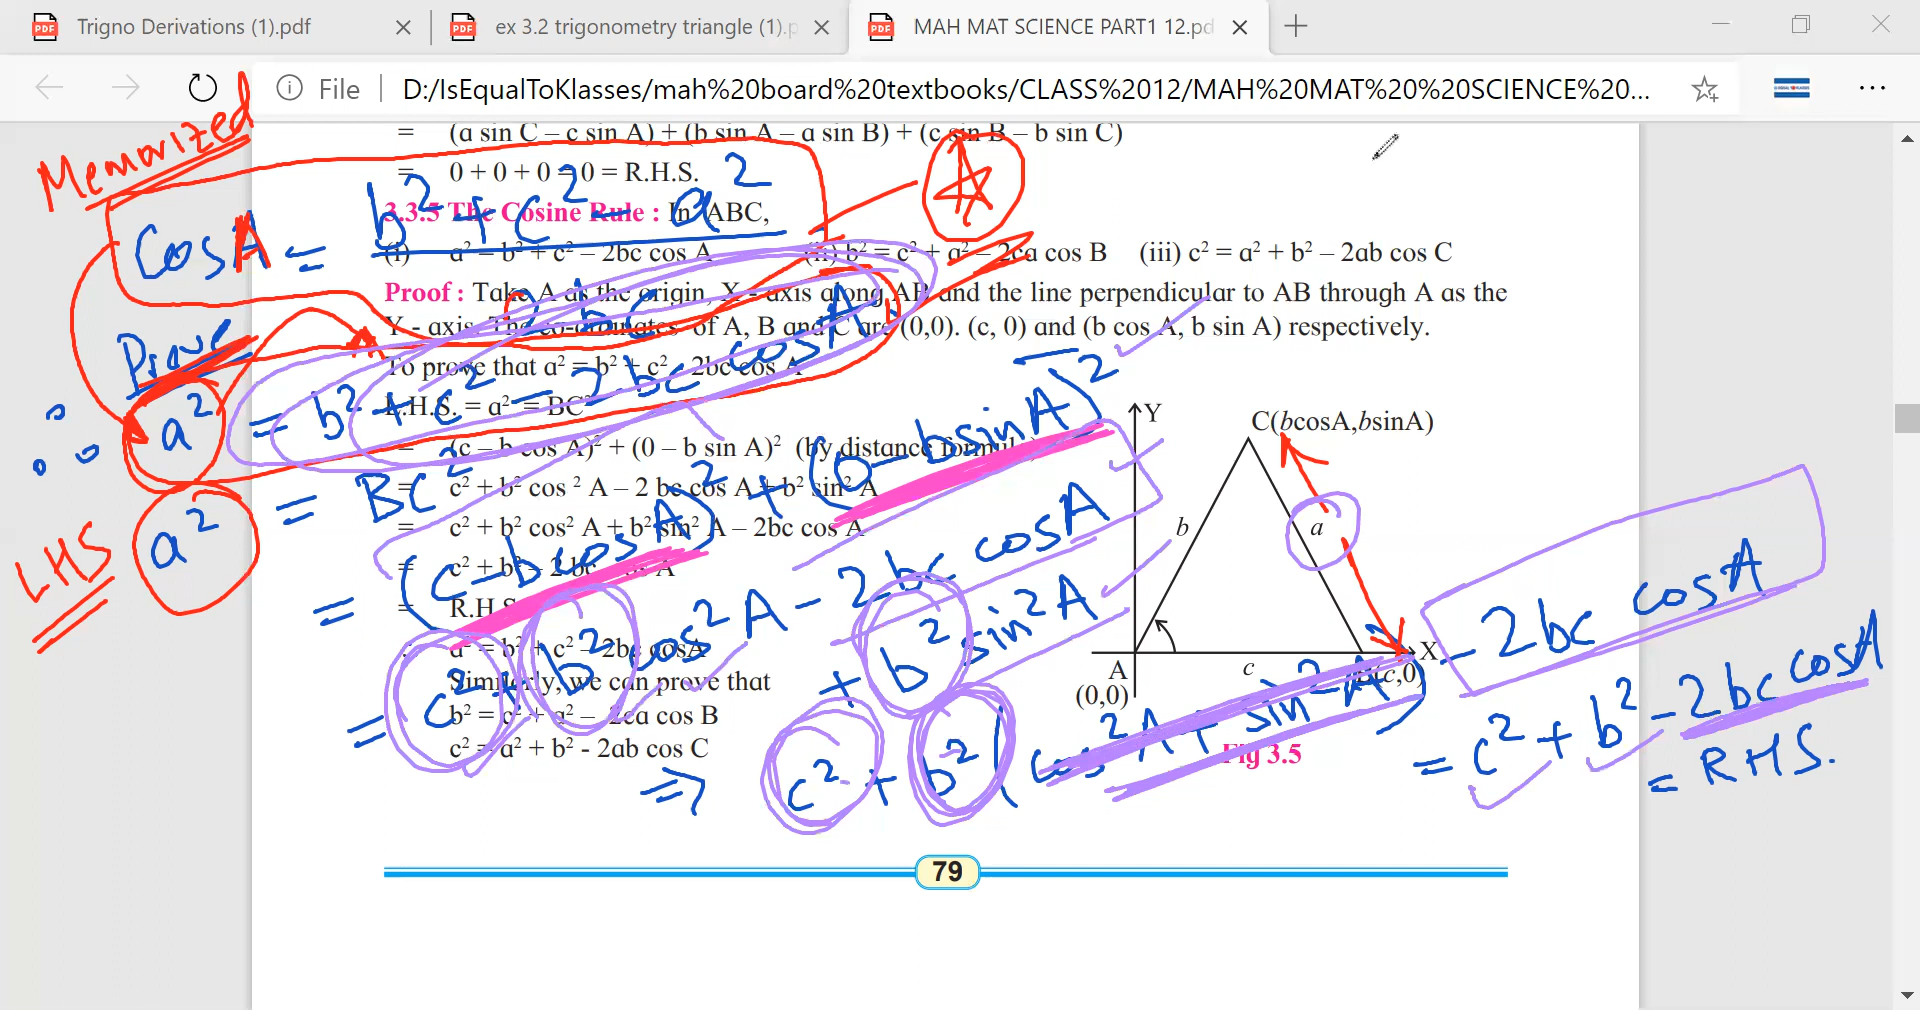 Trigno Derivations (1).pdf
ex 3.2 trigonometry triangle (1).p
MAH MAT SCIENCE PART1 12.pd
File
D:/IsEqualToKlasses/mah%20board%20textbooks/CLASS%2012/MAH%20MAT%20%20SCIENCE%20...
= (a sin C – c sin A) + (b sin A – a sin B) + (c sin B – b sin C)
= 0 + 0 + 0 = 0 = R.H.S.
Memorized
CosA = b² + c² - a²
2bc
A
3.3.5 The Cosine Rule : In ABC,
(i) a² = b² + c² – 2bc cos A (ii) b² = c² + a² – 2ca cos B (iii) c² = a² + b² – 2ab cos C
Proof : Take A as the origin, X - axis along AB and the line perpendicular to AB through A as the
Y - axis. The co-ordinates of A, B and C are (0,0). (c, 0) and (b cos A, b sin A) respectively.
Prove
To prove that a² = b² + c² – 2bc cos A
a² = b² + c² - 2bc cosA
L.H.S. = a² = BC²
= (c – b cos A)² + (0 – b sin A)² (by distance formula)
= c² + b² cos ² A – 2 bc cos A + b² sin² A
= c² + b² cos² A + b² sin² A – 2bc cos A
= c² + b² – 2 bc cos A
= R.H.S.
∴ a² = b² + c² – 2bc cosA
Similarly, we can prove that
b² = c² + a² – 2ca cos B
c² = a² + b² - 2ab cos C
LHS a² = BC²
= (c - b cosA)² + (0 - b sinA)²
= c² + b² cos²A - 2bc cosA
+ b² sin²A
⇒ c² + b² (cos²A + sin²A) - 2bc cosA
= c² + b² - 2bc cosA
= RHS.
Y
C(bcosA,bsinA)
b
a
X
A
c
B(c,0)
(0,0)
Fig 3.5
79